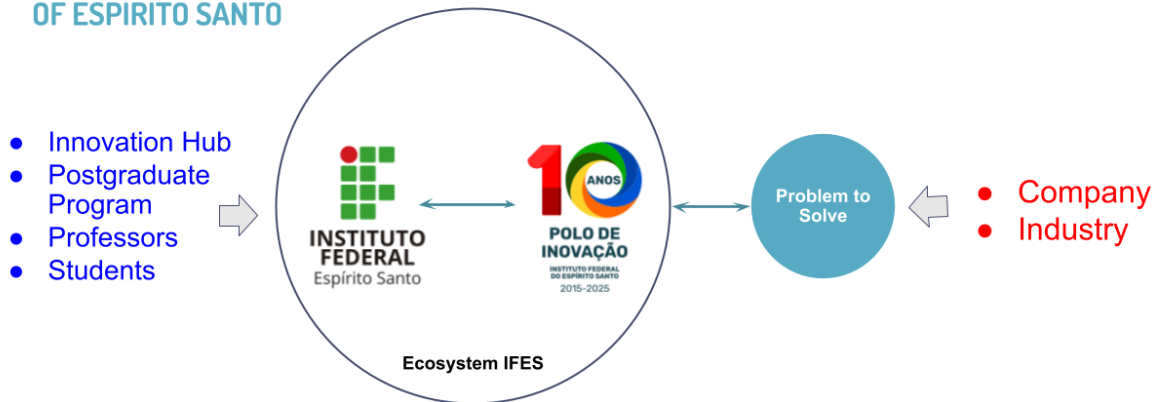 OF ESPIRITO SANTO
● Innovation Hub
● Postgraduate
Program
● Professors
● Students
INSTITUTO
FEDERAL
Espírito Santo
10
ANOS
POLO DE
INOVAÇÃO
INSTITUTO FEDERAL
DO ESPÍRITO SANTO
2015-2025
Ecosystem IFES
Problem to
Solve
● Company
● Industry